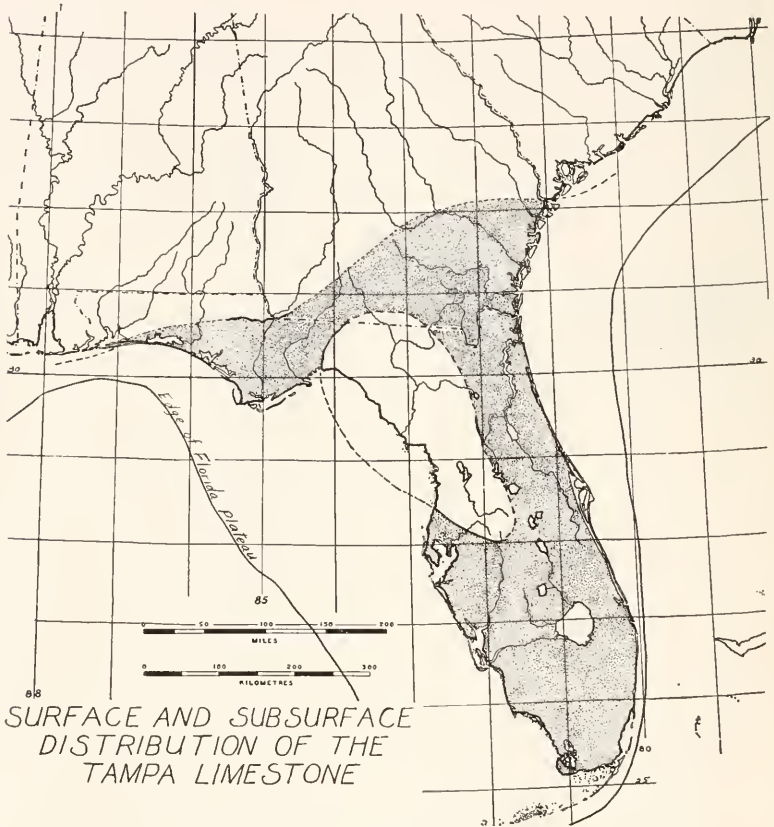 30
30
Edge of Florida Plateau
85
0 50 100 150 200
MILES
0 100 200 300
KILOMETRES
88
80
25
SURFACE AND SUBSURFACE
DISTRIBUTION OF THE
TAMPA LIMESTONE